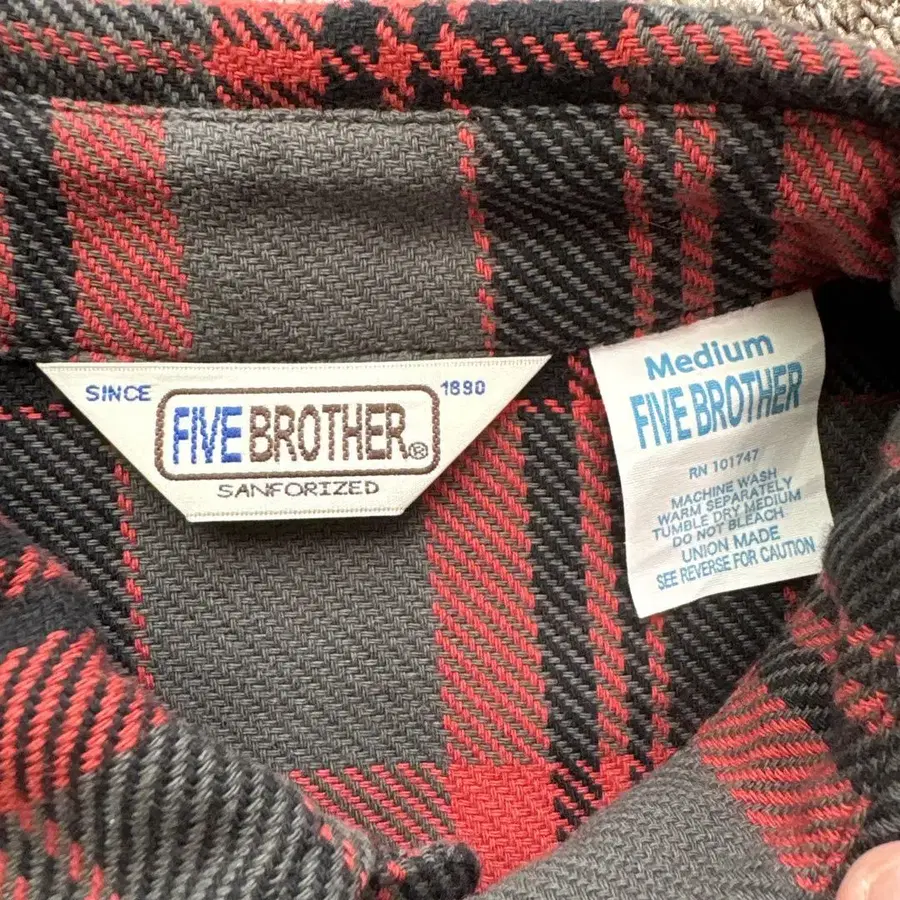 SINCE 1890
FIVE BROTHER®
SANFORIZED
Medium
FIVE BROTHER
RN 101747
MACHINE WASH
WARM SEPARATELY
TUMBLE DRY MEDIUM
DO NOT BLEACH
UNION MADE
SEE REVERSE FOR CAUTION